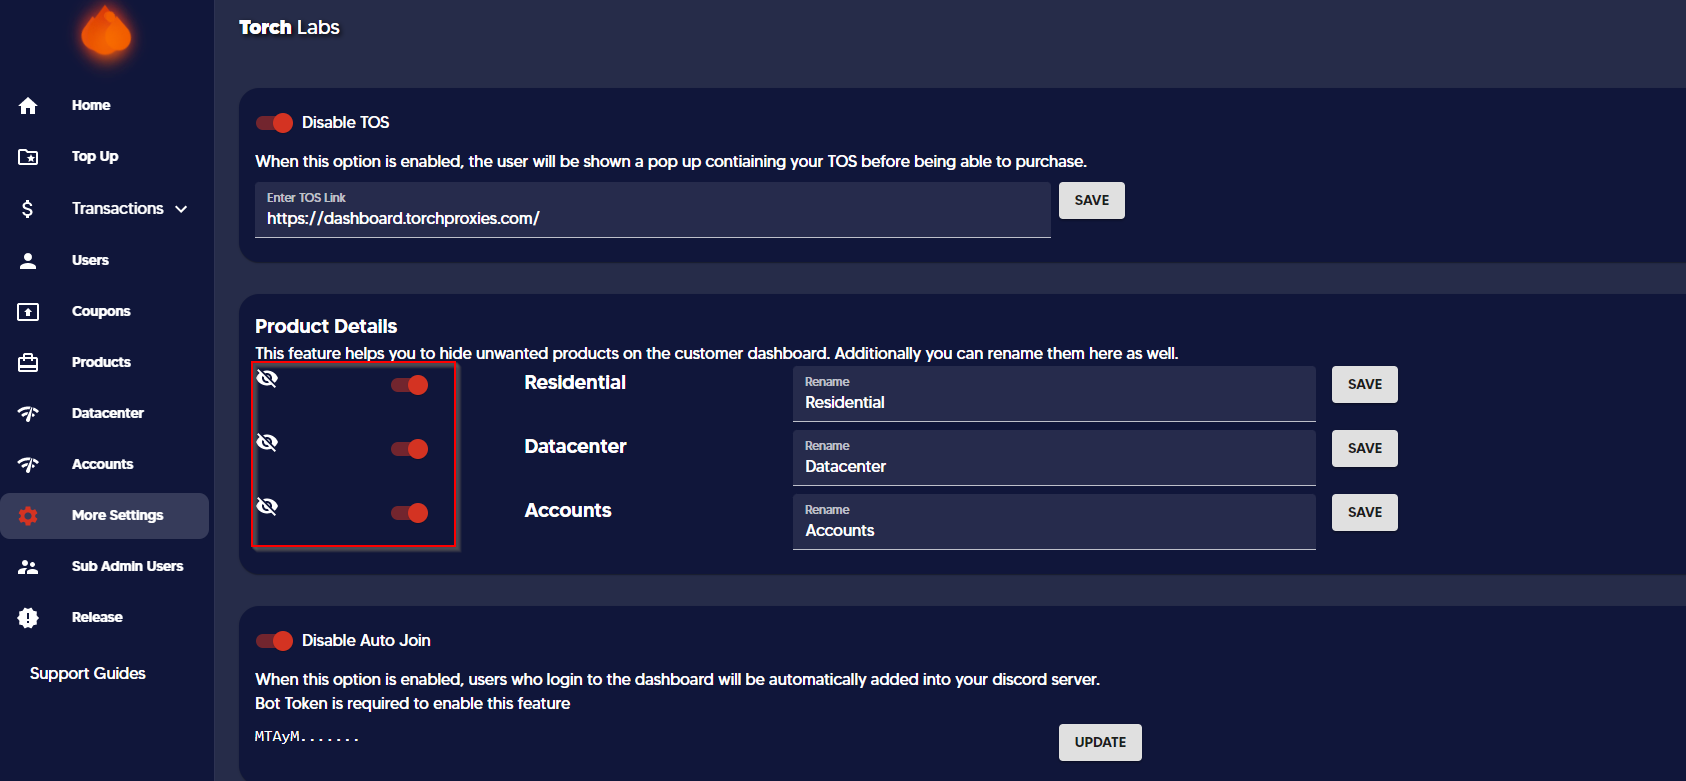 Torch Labs
Home
Top Up
Transactions
Users
Coupons
Products
Datacenter
Accounts
More Settings
Sub Admin Users
Release
Support Guides
Disable TOS
When this option is enabled, the user will be shown a pop up contiaining your TOS before being able to purchase.
Enter TOS Link
https://dashboard.torchproxies.com/
SAVE
Product Details
This feature helps you to hide unwanted products on the customer dashboard. Additionally you can rename them here as well.
Residential
Rename
Residential
SAVE
Datacenter
Rename
Datacenter
SAVE
Accounts
Rename
Accounts
SAVE
Disable Auto Join
When this option is enabled, users who login to the dashboard will be automatically added into your discord server.
Bot Token is required to enable this feature
MTAyM.......
UPDATE